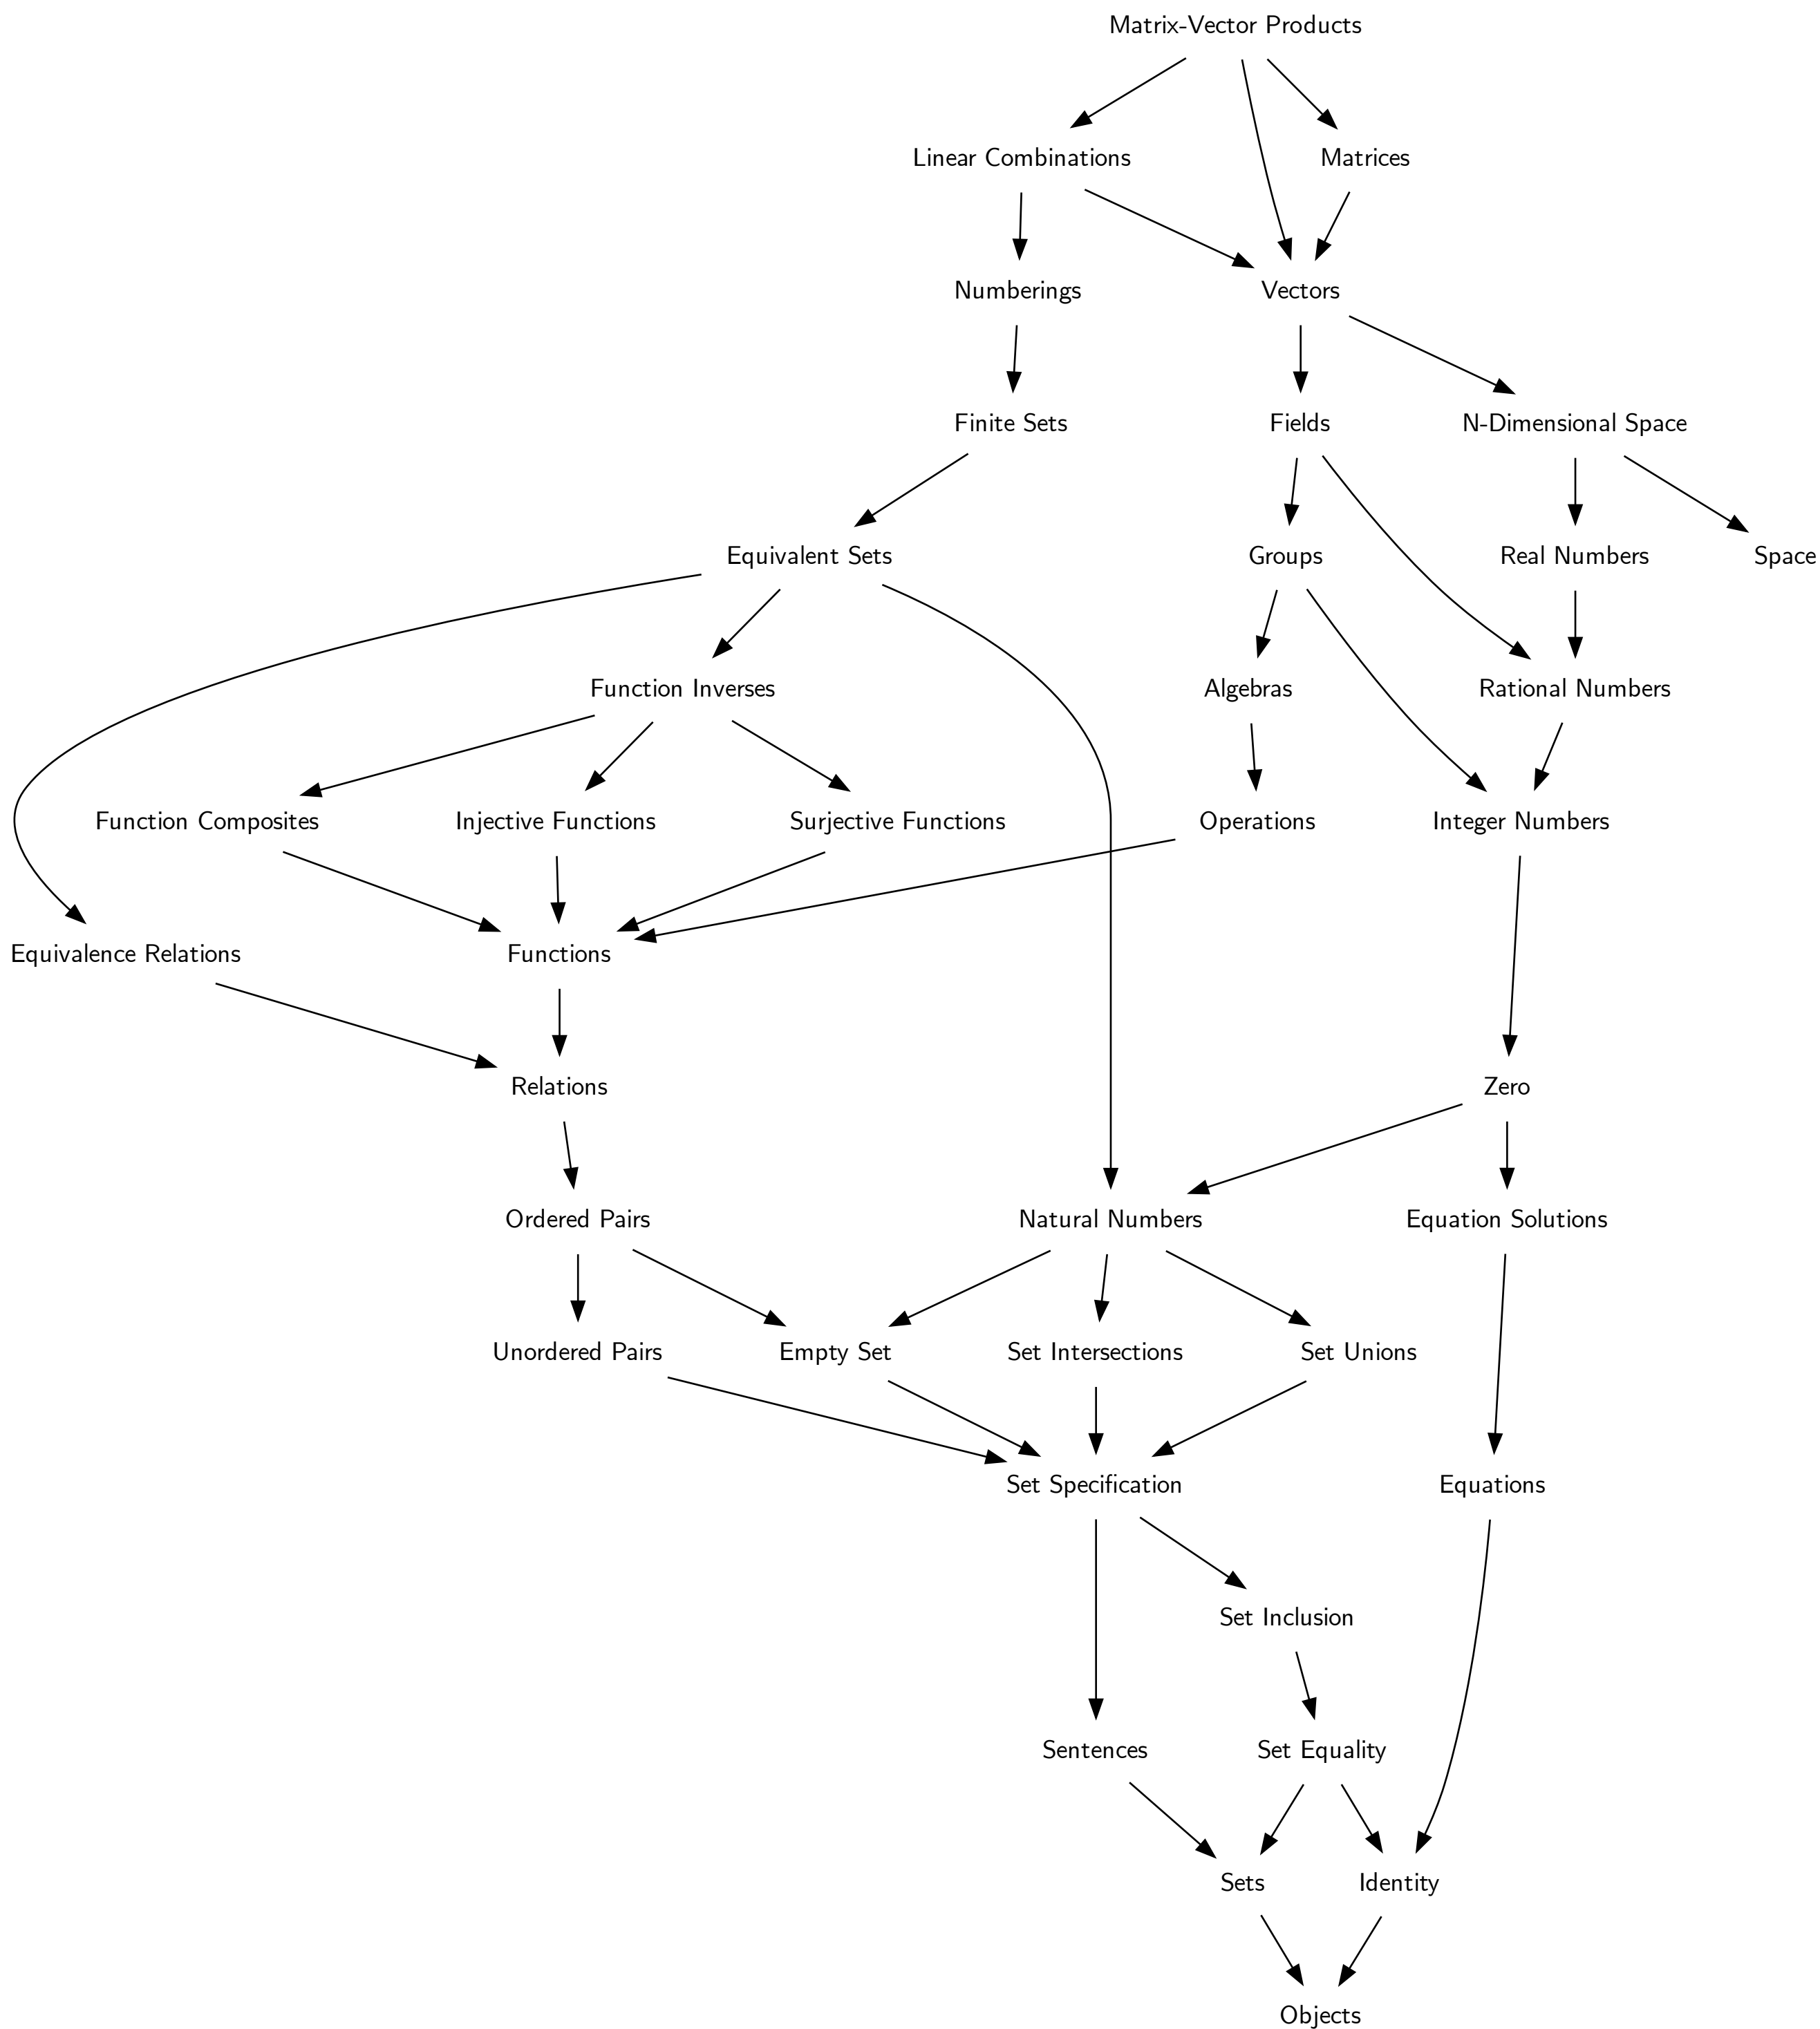 Matrix-Vector Products
Linear Combinations
Matrices
Numberings
Vectors
Finite Sets
Fields
N-Dimensional Space
Equivalent Sets
Groups
Real Numbers
Space
Function Inverses
Algebras
Rational Numbers
Function Composites
Injective Functions
Surjective Functions
Operations
Integer Numbers
Equivalence Relations
Functions
Relations
Zero
Ordered Pairs
Natural Numbers
Equation Solutions
Unordered Pairs
Empty Set
Set Intersections
Set Unions
Set Specification
Equations
Set Inclusion
Sentences
Set Equality
Sets
Identity
Objects